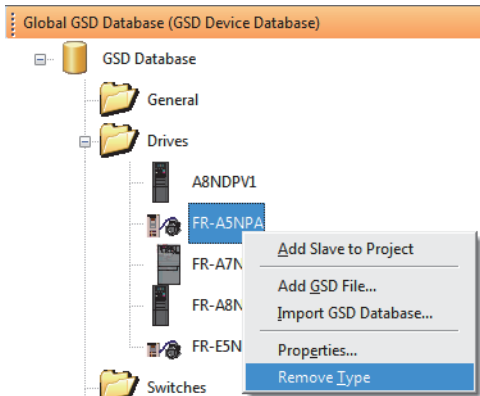 Global GSD Database (GSD Device Database)
GSD Database
General
Drives
A8NDPV1
FR-A5NPA
FR-A7N
FR-A8N
FR-E5N
Switches
Add Slave to Project
Add GSD File...
Import GSD Database...
Properties...
Remove Type